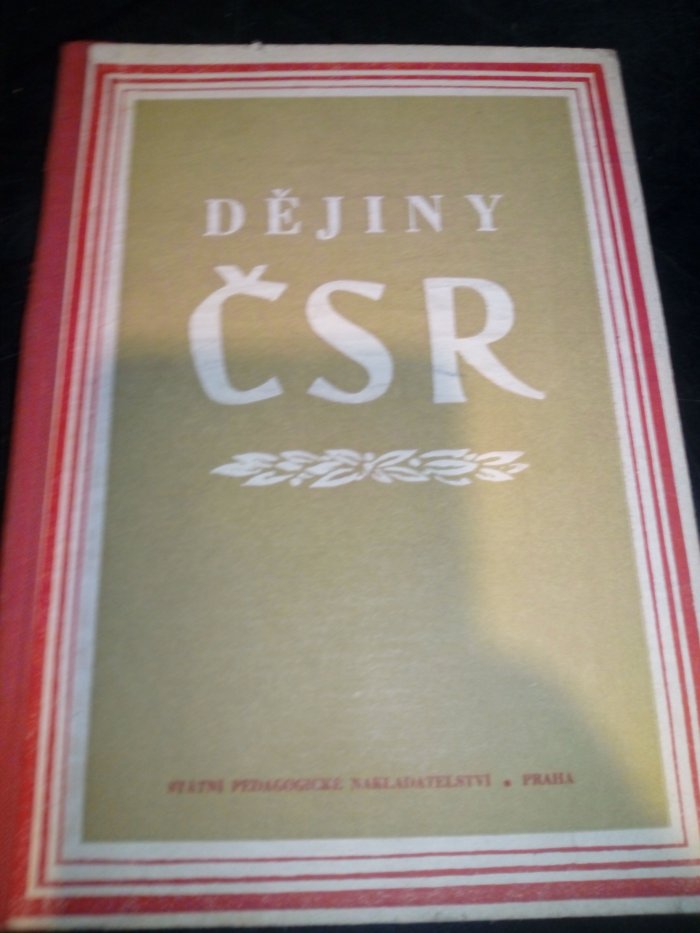 DĚJINY
ČSR
STÁTNÍ PEDAGOGICKÉ NAKLADATELSTVÍ • PRAHA